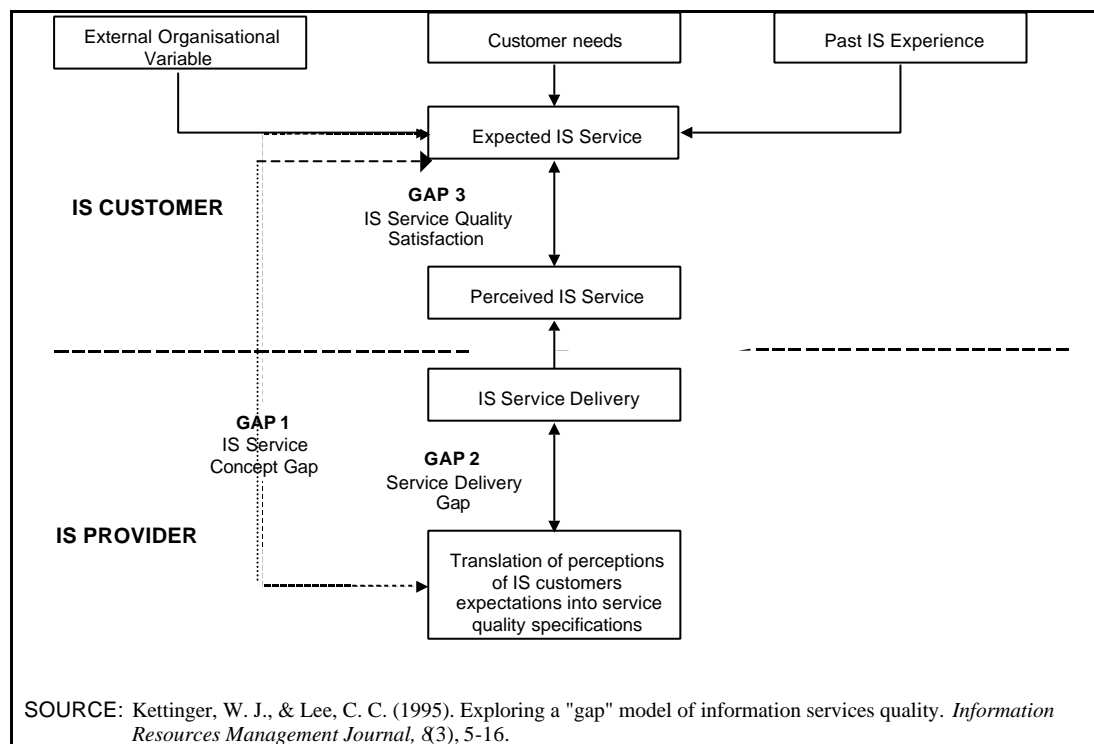 External Organisational
Variable
Customer needs
Past IS Experience
Expected IS Service
GAP 3
IS Service Quality
Satisfaction
IS CUSTOMER
Perceived IS Service
IS Service Delivery
GAP 1
IS Service
Concept Gap
GAP 2
Service Delivery
Gap
IS PROVIDER
Translation of perceptions
of IS customers
expectations into service
quality specifications
SOURCE: Kettinger, W. J., & Lee, C. C. (1995). Exploring a "gap" model of information services quality. Information
Resources Management Journal, 8(3), 5-16.